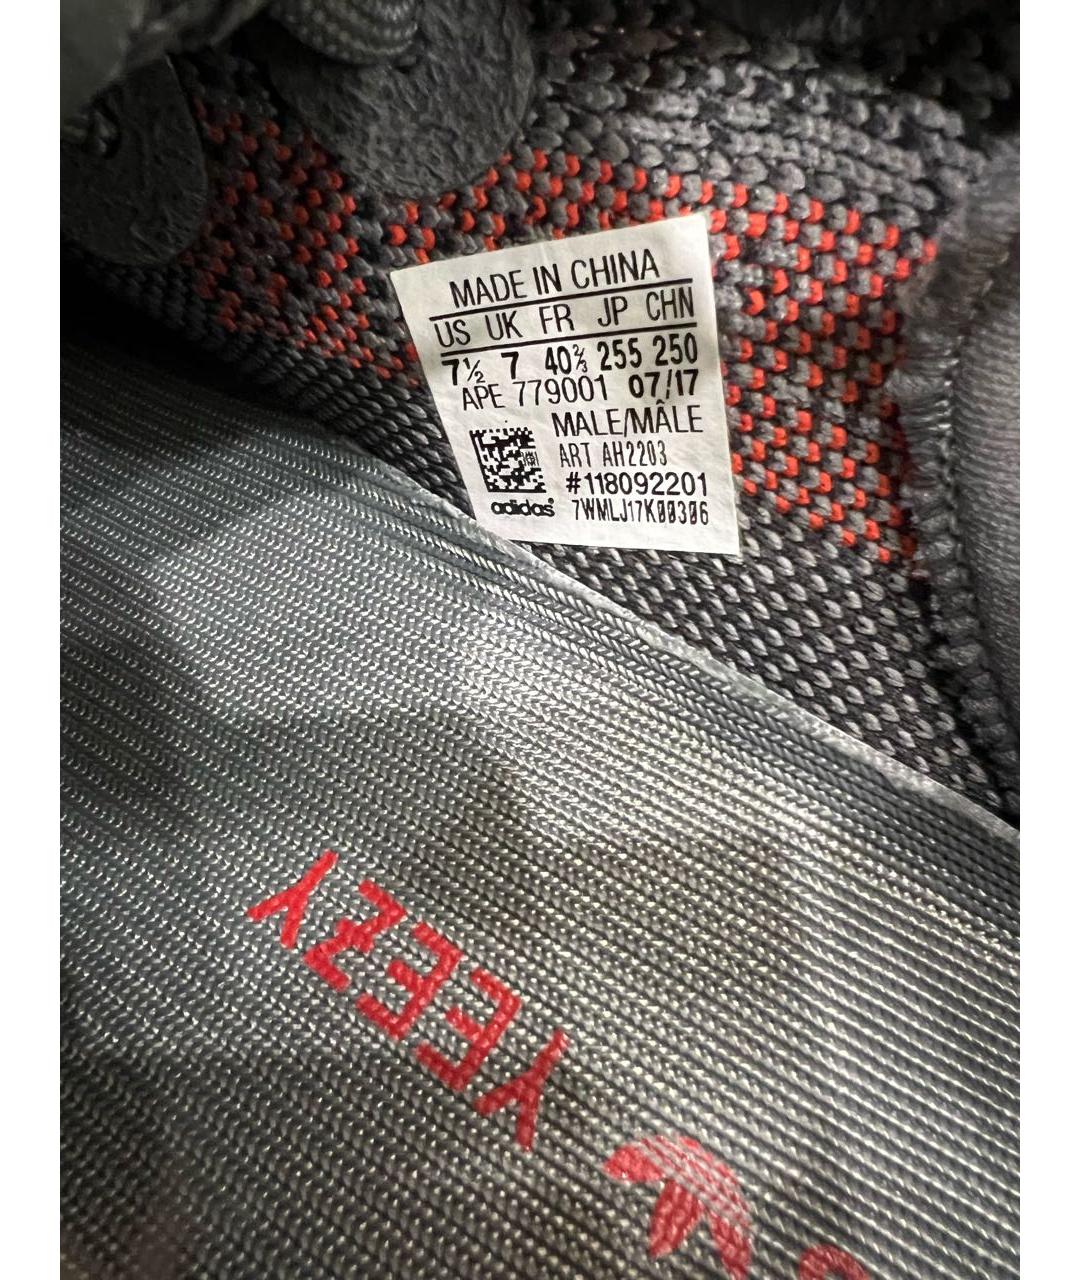 MADE IN CHINA
US UK FR JP CHN
7½ 7 40⅔ 255 250
APE 779001 07/17
MALE/MÂLE
ART AH2203
#118092201
adidas® 7WMLJ17K00306
YEEZY